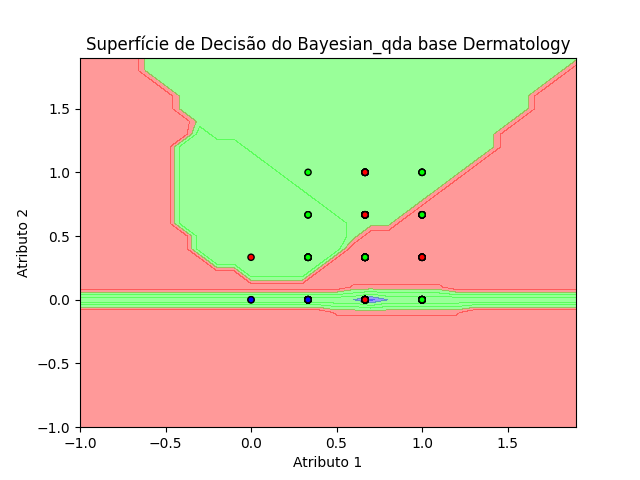 Superfície de Decisão do Bayesian_qda base Dermatology
1.5
1.0
0.5
0.0
−0.5
−1.0
Atributo 2
−1.0 −0.5 0.0 0.5 1.0 1.5
Atributo 1